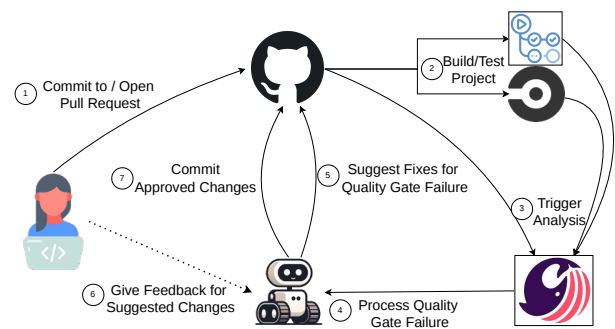 1 Commit to / Open
Pull Request
2 Build/Test
Project
3 Trigger
Analysis
4 Process Quality
Gate Failure
5 Suggest Fixes for
Quality Gate Failure
6 Give Feedback for
Suggested Changes
7 Commit
Approved Changes
</>